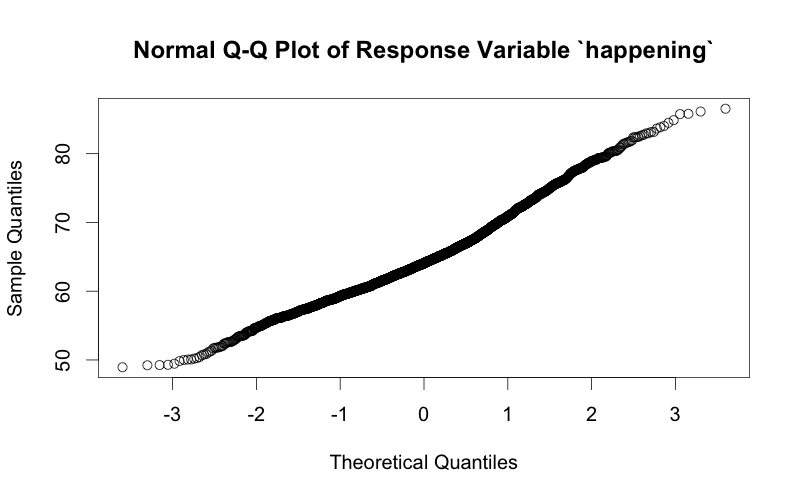 Normal Q-Q Plot of Response Variable `happening`
Sample Quantiles
80
70
60
50
-3 -2 -1 0 1 2 3
Theoretical Quantiles